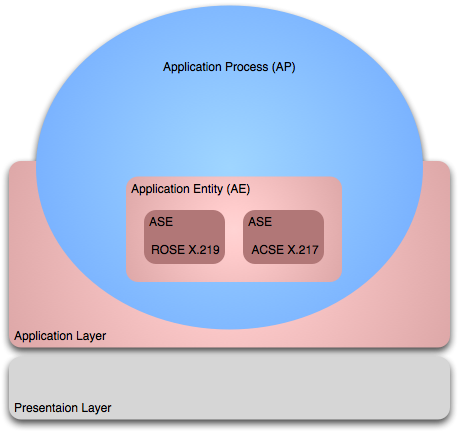 Application Process (AP)
Application Entity (AE)
ASE
ROSE X.219
ASE
ACSE X.217
Application Layer
Presentaion Layer